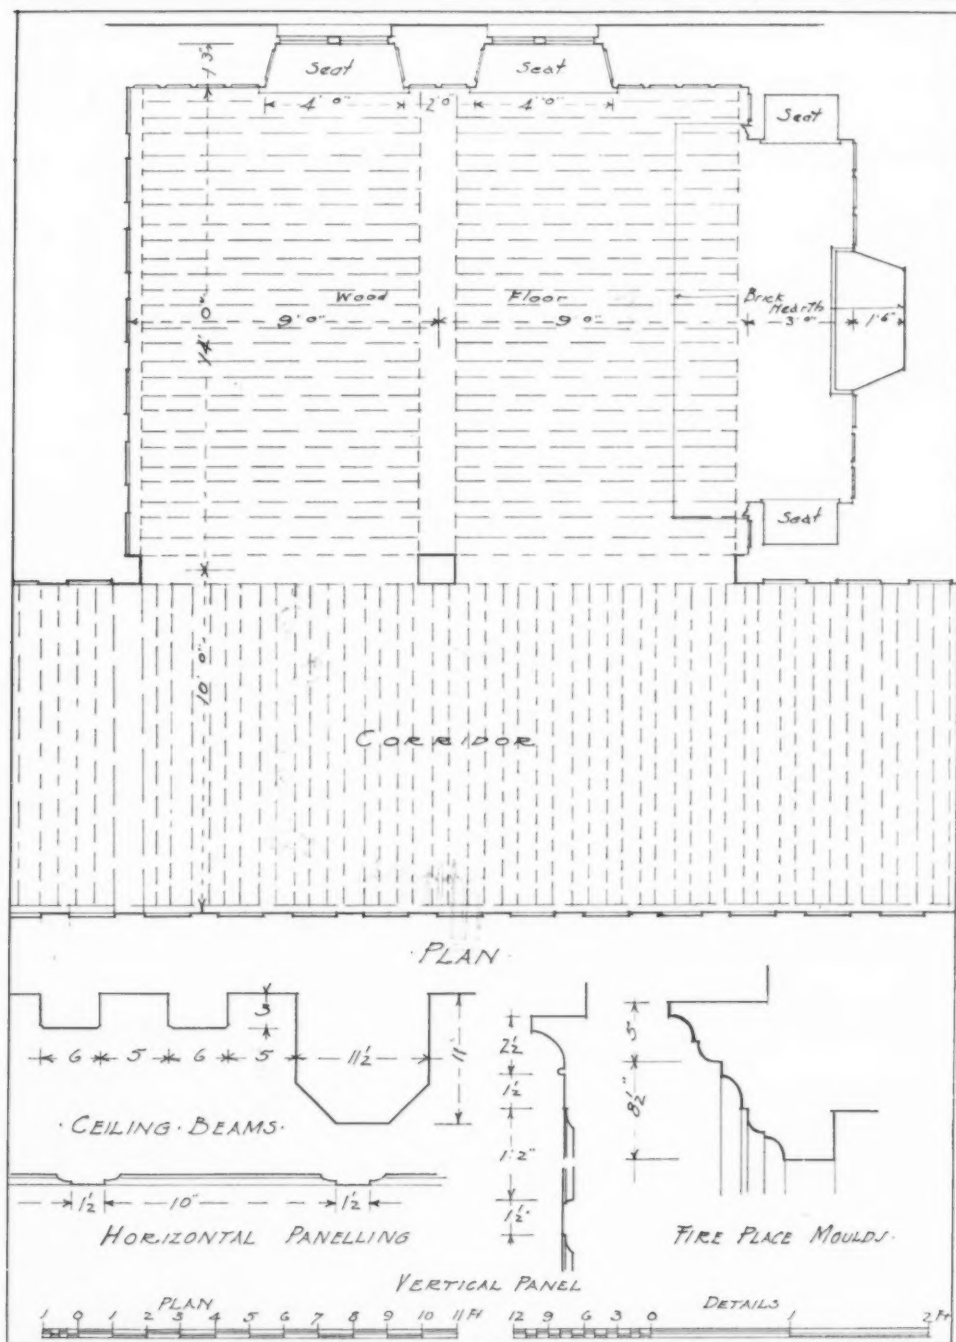 1' 3"
Seat
Seat
4' 0"
2' 0"
4' 0"
Seat
Wood Floor
Brick
Hearth
9' 0"
9' 0"
3' 0"
1' 6"
14' 0"
Seat
10' 0"
CORRIDOR
·PLAN·
6
5
6
5
3
11½
11"
·CEILING·BEAMS·
1½
10"
1½
HORIZONTAL PANELLING
2½
1½
1'·2"
1½"
VERTICAL PANEL
5"
8½"
FIRE PLACE MOULDS·
PLAN
1 0 1 2 3 4 5 6 7 8 9 10 11 Ft
DETAILS
12 9 6 3 0 1 2 Ft